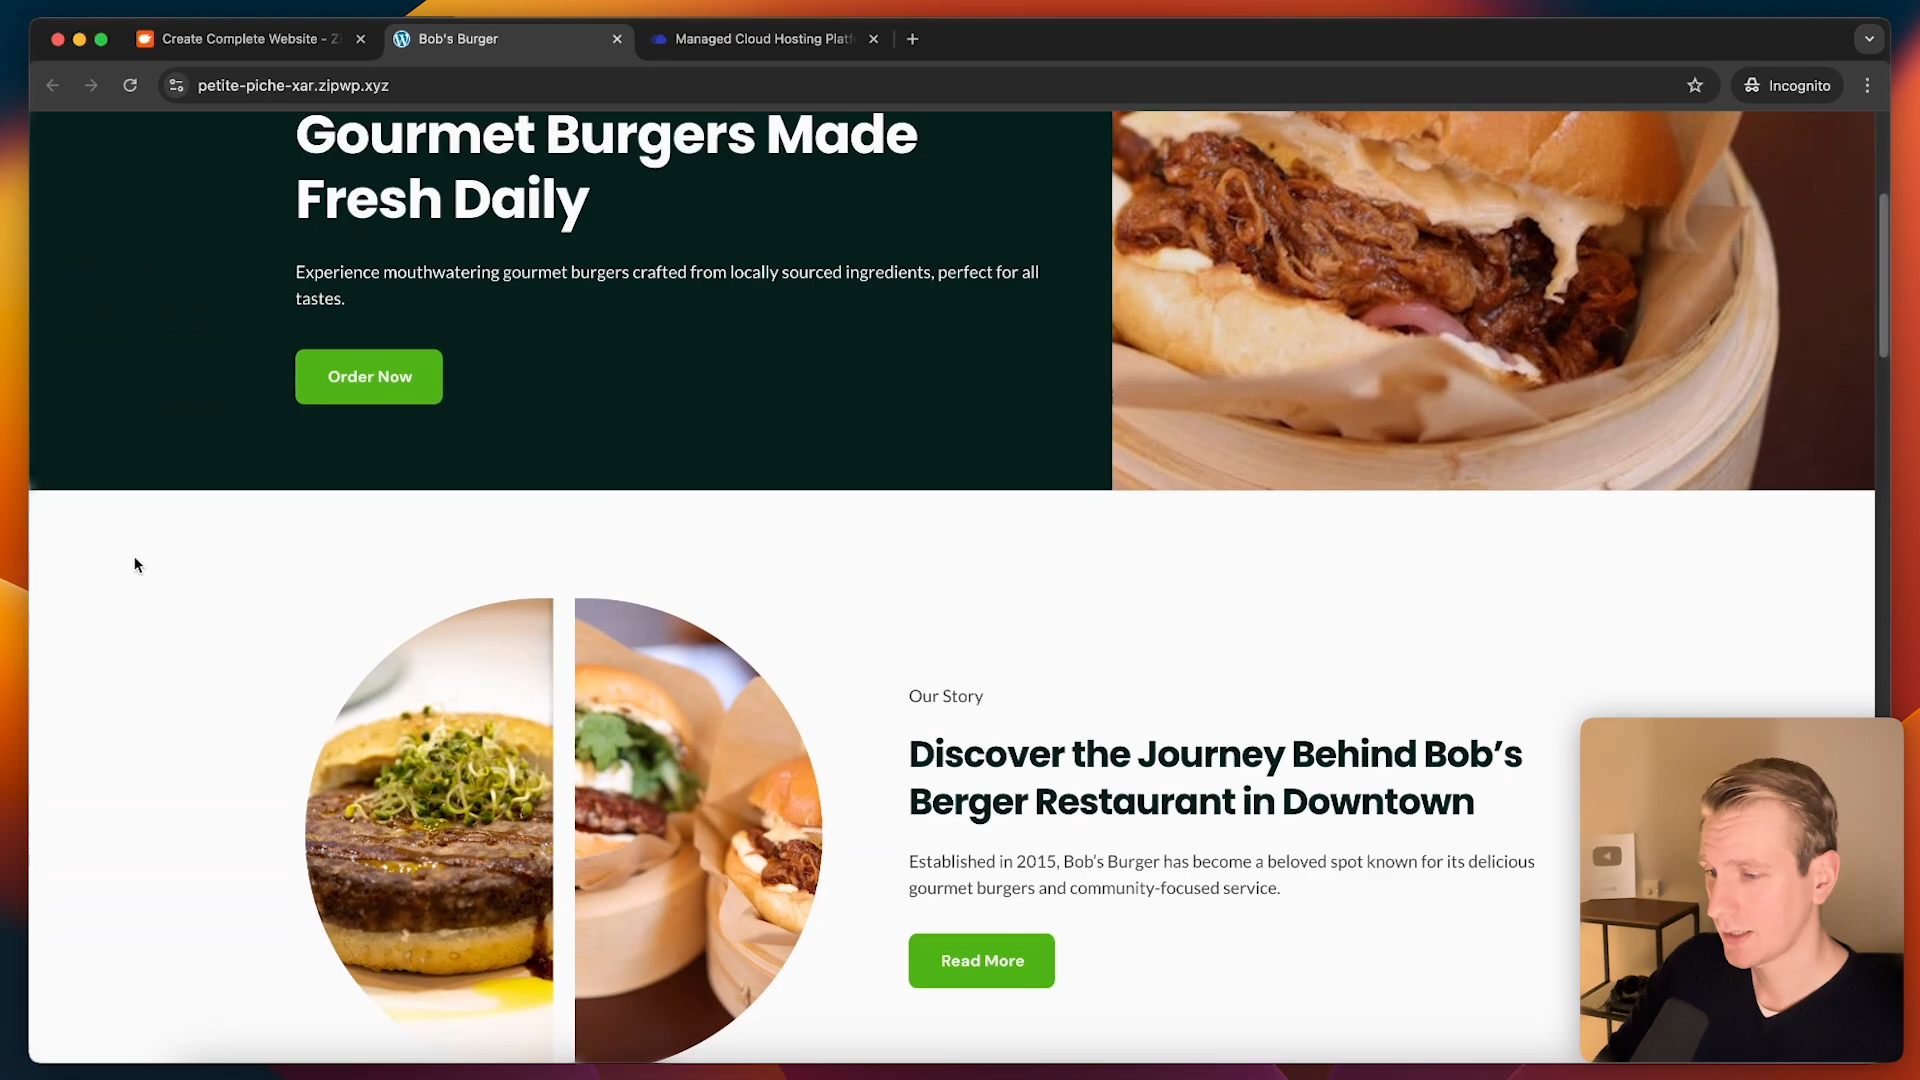 Create Complete Website - Zi
Bob's Burger
Managed Cloud Hosting Platf
petite-piche-xar.zipwp.xyz
Incognito
Gourmet Burgers Made
Fresh Daily
Experience mouthwatering gourmet burgers crafted from locally sourced ingredients, perfect for all
tastes.
Order Now
Our Story
Discover the Journey Behind Bob’s
Berger Restaurant in Downtown
Established in 2015, Bob’s Burger has become a beloved spot known for its delicious
gourmet burgers and community-focused service.
Read More